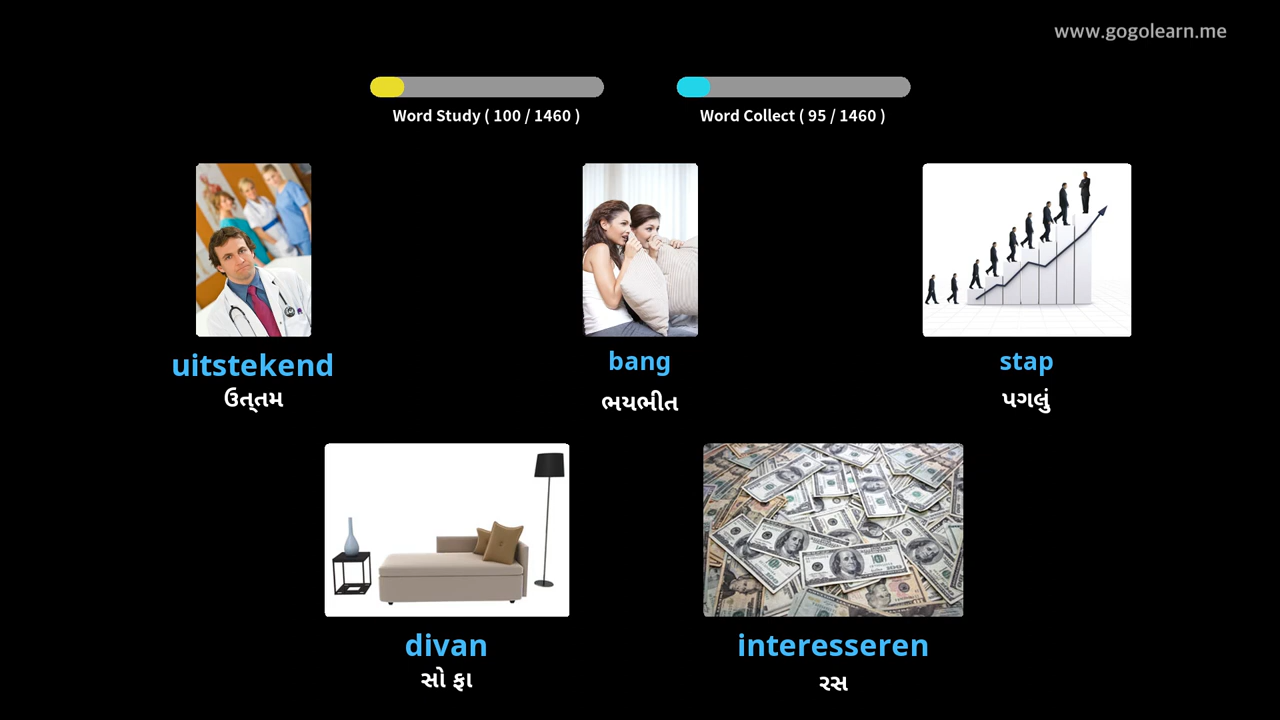 www.gogolearn.me
Word Study ( 100 / 1460 )
Word Collect ( 95 / 1460 )
uitstekend
ઉત્તમ
bang
ભયભીત
stap
પગલું
divan
સો ફા
interesseren
રસ